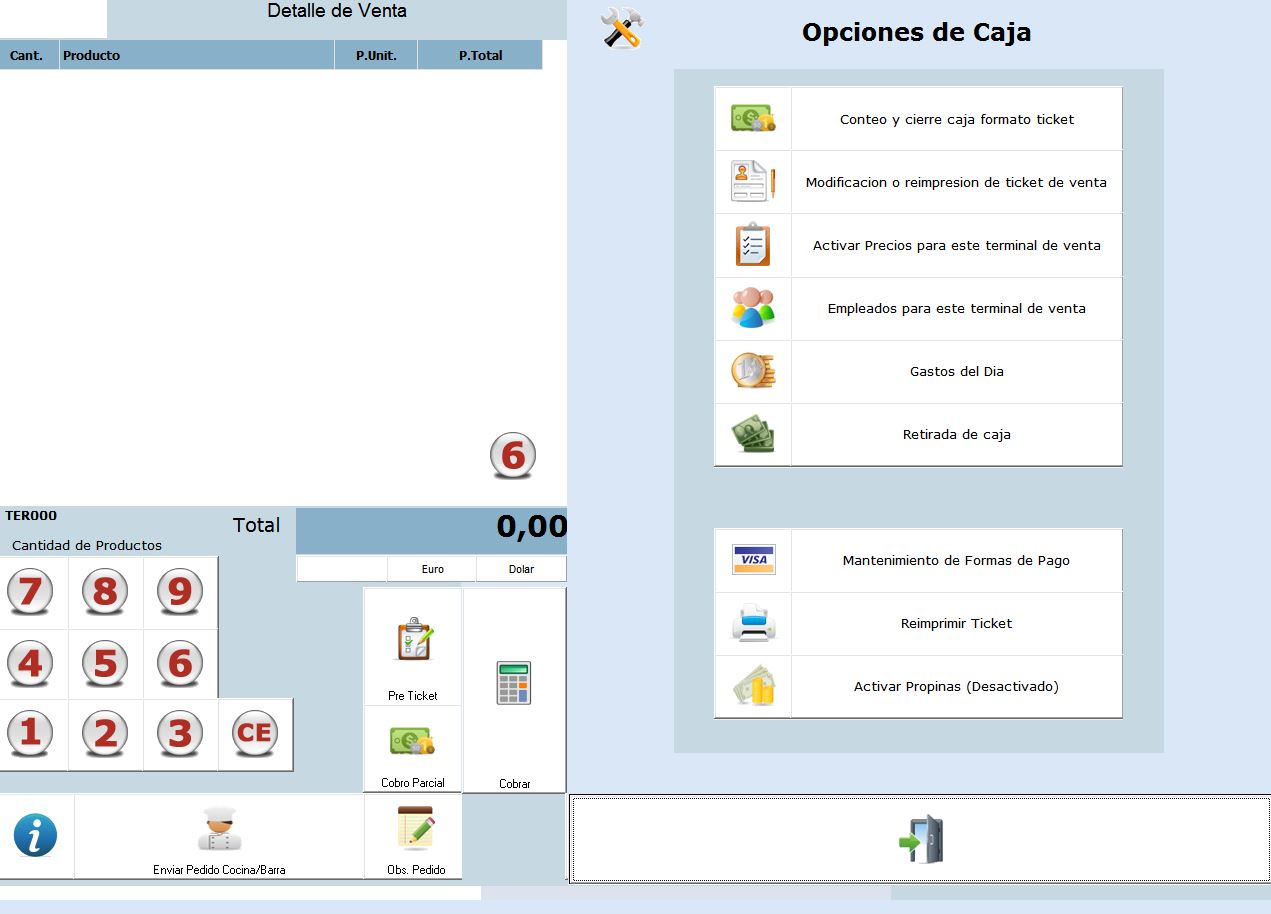 Detalle de Venta
Cant. Producto P.Unit. P.Total
6
TER000
Total 0,00
Cantidad de Productos
Euro Dolar
7 8 9
4 5 6
1 2 3 CE
Pre Ticket
Cobro Parcial
Cobrar
i
Enviar Pedido Cocina/Barra
Obs. Pedido
Opciones de Caja
Conteo y cierre caja formato ticket
Modificacion o reimpresion de ticket de venta
Activar Precios para este terminal de venta
Empleados para este terminal de venta
Gastos del Dia
Retirada de caja
VISA
Mantenimiento de Formas de Pago
Reimprimir Ticket
Activar Propinas (Desactivado)